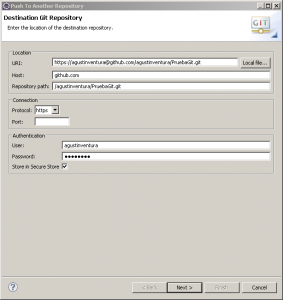 Push To Another Repository
Destination Git Repository
Enter the location of the destination repository.
GIT
Location
URI: https://agustinventura@github.com/agustinventura/PruebaGit.git Local File...
Host: github.com
Repository path: /agustinventura/PruebaGit.git
Connection
Protocol: https
Port:
Authentication
User: agustinventura
Password: ●●●●●●●●
Store in Secure Store
< Back Next > Finish Cancel